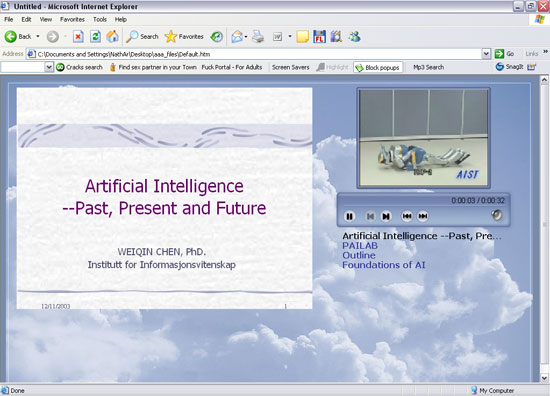 Untitled - Microsoft Internet Explorer
File Edit View Favorites Tools Help
Back Search Favorites
Address C:\Documents and Settings\NathAr\Desktop\aaa_files\Default.htm Go Links
Cracks search Find sex partner in your Town Fuck Portal - For Adults Screen Savers Highlight Block popups MP3 Search SnagIt
Artificial Intelligence
--Past, Present and Future
WEIQIN CHEN, PhD.
Institutt for Informasjonsvitenskap
12/11/2003 1
AIST
0:00:03 / 0:00:32
Artificial Intelligence --Past, Pre...
PAILAB
Outline
Foundations of AI
Done My Computer